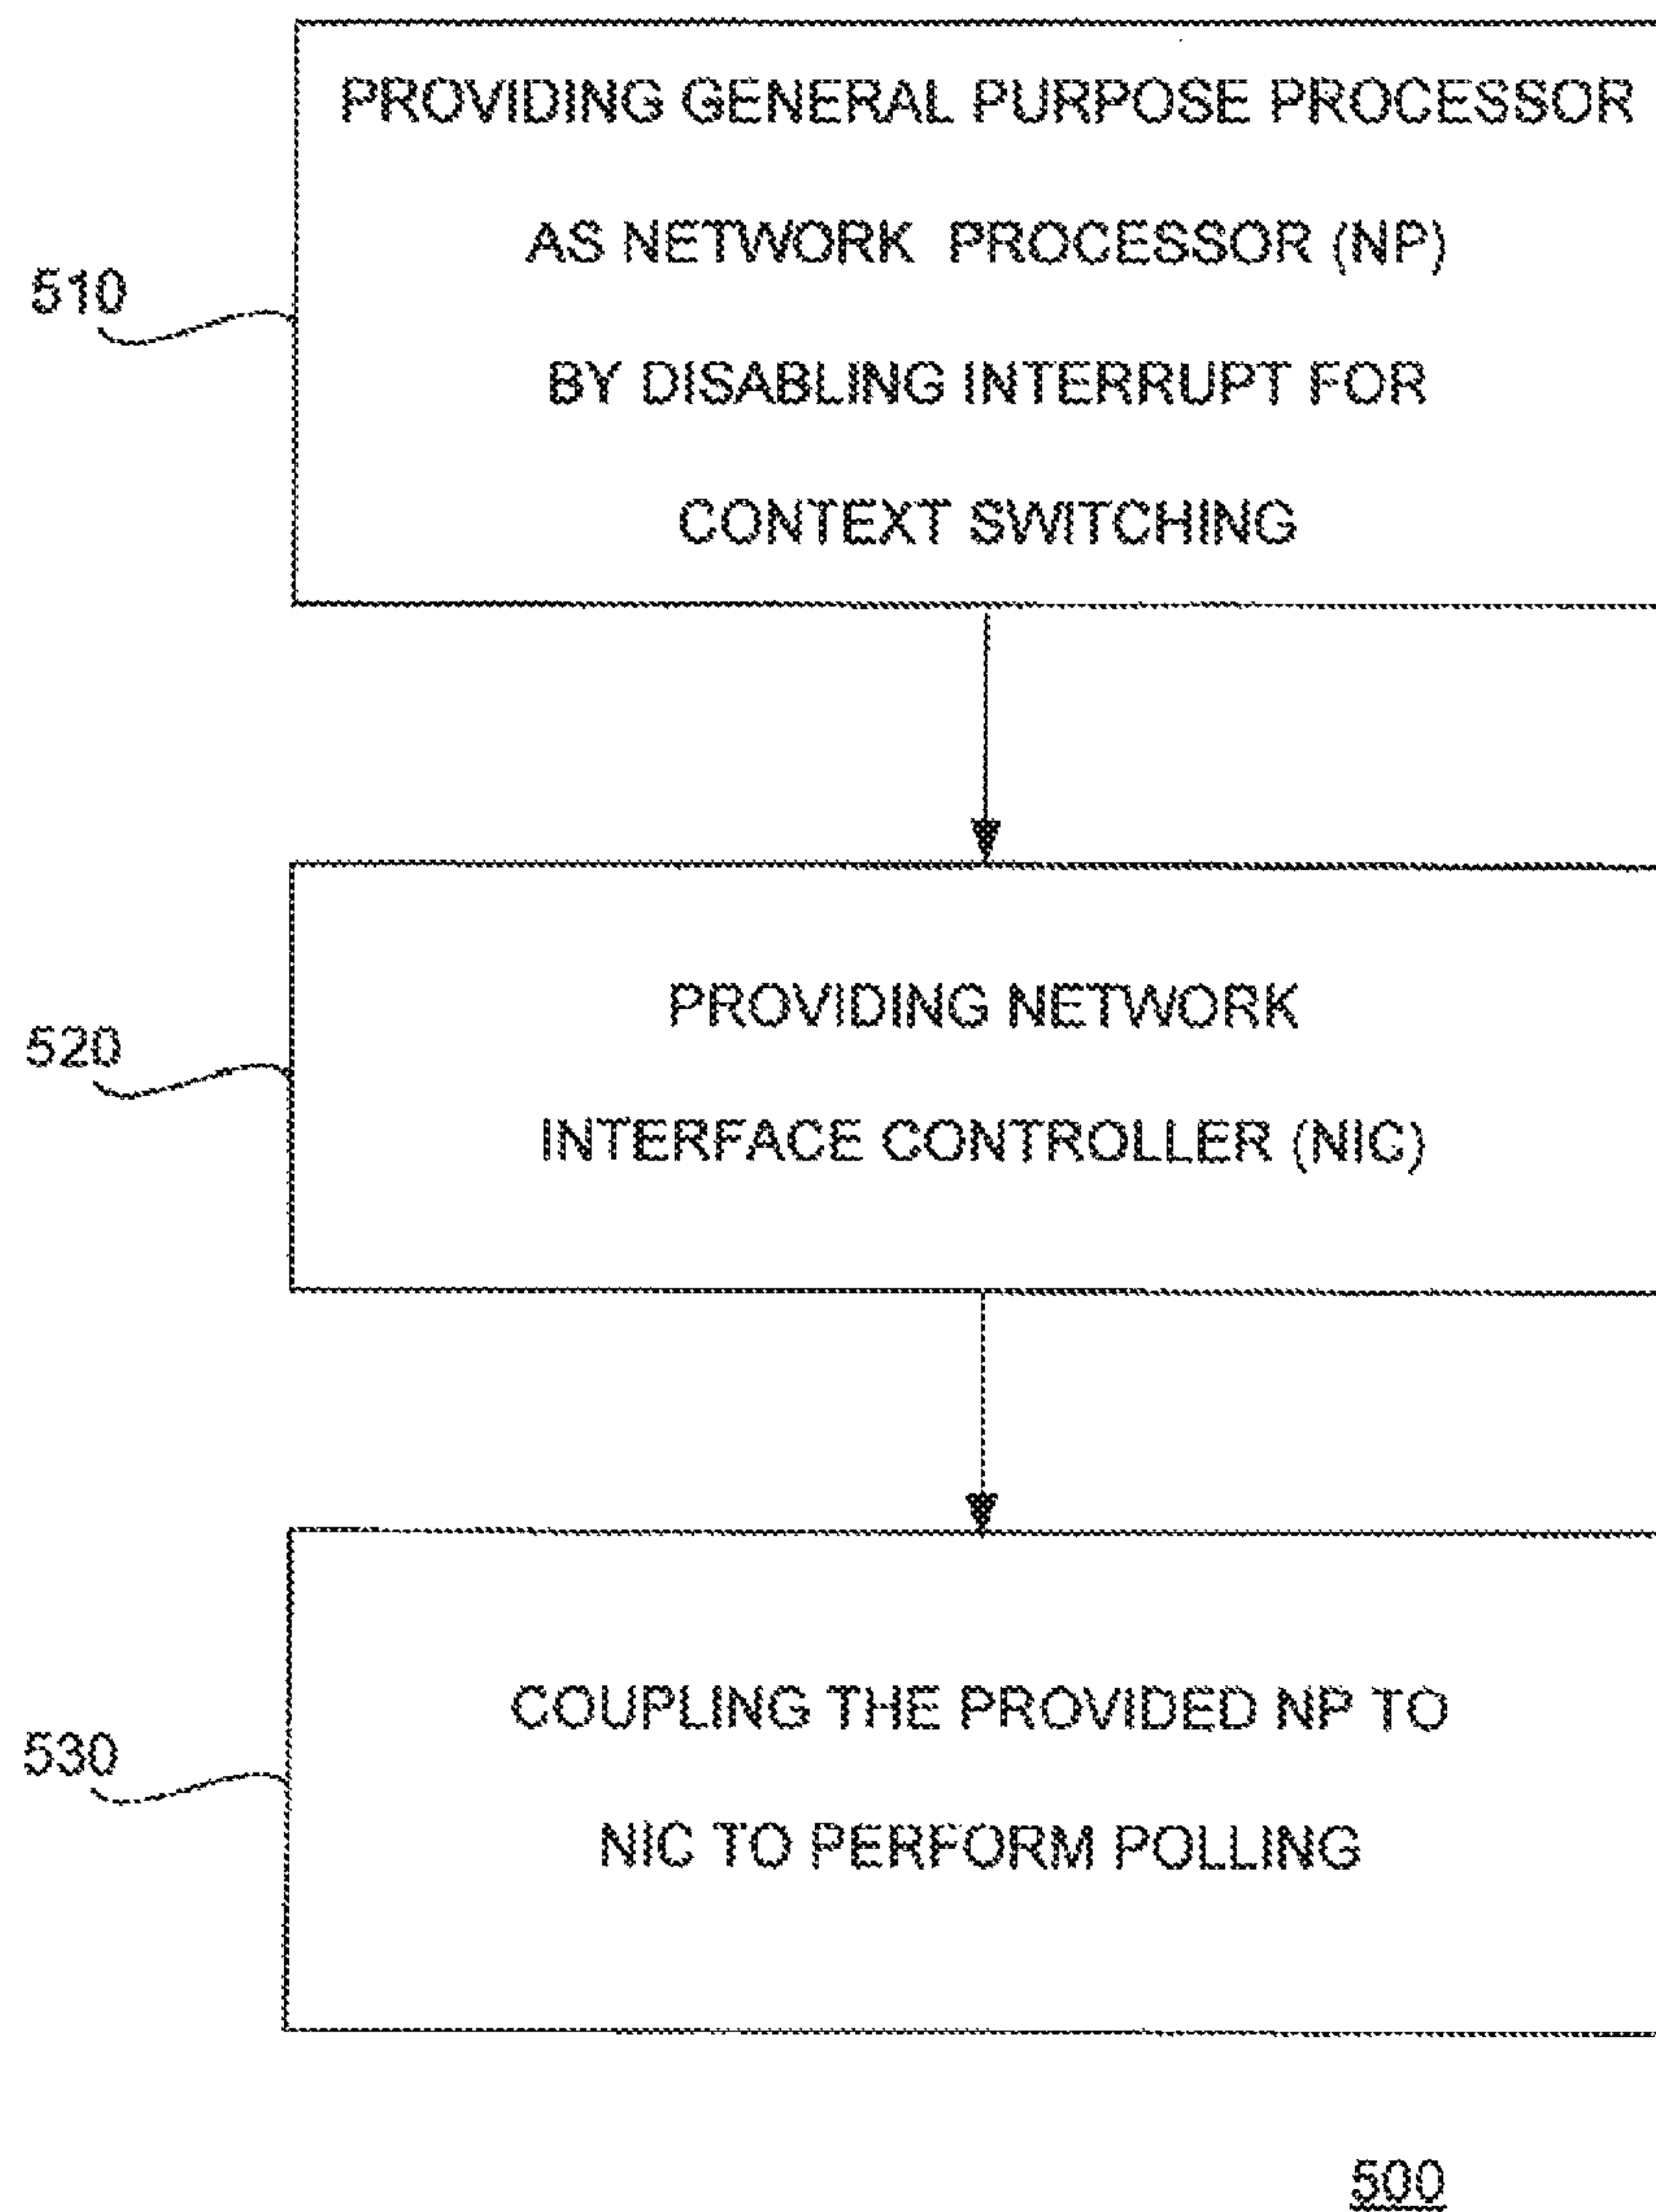 PROVIDING GENERAL PURPOSE PROCESSOR
AS NETWORK PROCESSOR (NP)
BY DISABLING INTERRUPT FOR
CONTEXT SWITCHING
510
PROVIDING NETWORK
INTERFACE CONTROLLER (NIC)
520
COUPLING THE PROVIDED NP TO
NIC TO PERFORM POLLING
530
500